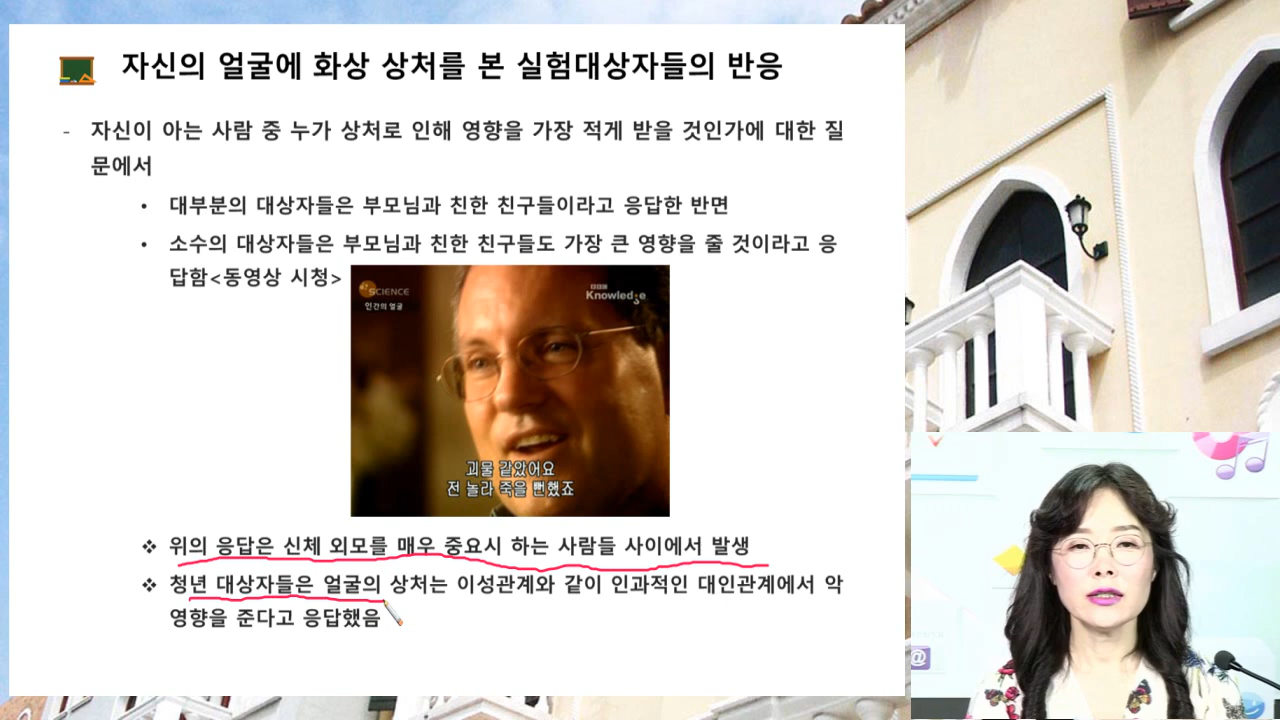 자신의 얼굴에 화상 상처를 본 실험대상자들의 반응
- 자신이 아는 사람 중 누가 상처로 인해 영향을 가장 적게 받을 것인가에 대한 질
문에서
• 대부분의 대상자들은 부모님과 친한 친구들이라고 응답한 반면
• 소수의 대상자들은 부모님과 친한 친구들도 가장 큰 영향을 줄 것이라고 응
답함<동영상 시청>
SCIENCE
인간의 얼굴
BBC
Knowledge
괴물 같았어요
전 놀라 죽을 뻔했죠
❖ 위의 응답은 신체 외모를 매우 중요시 하는 사람들 사이에서 발생
❖ 청년 대상자들은 얼굴의 상처는 이성관계와 같이 인과적인 대인관계에서 악
영향을 준다고 응답했음
@